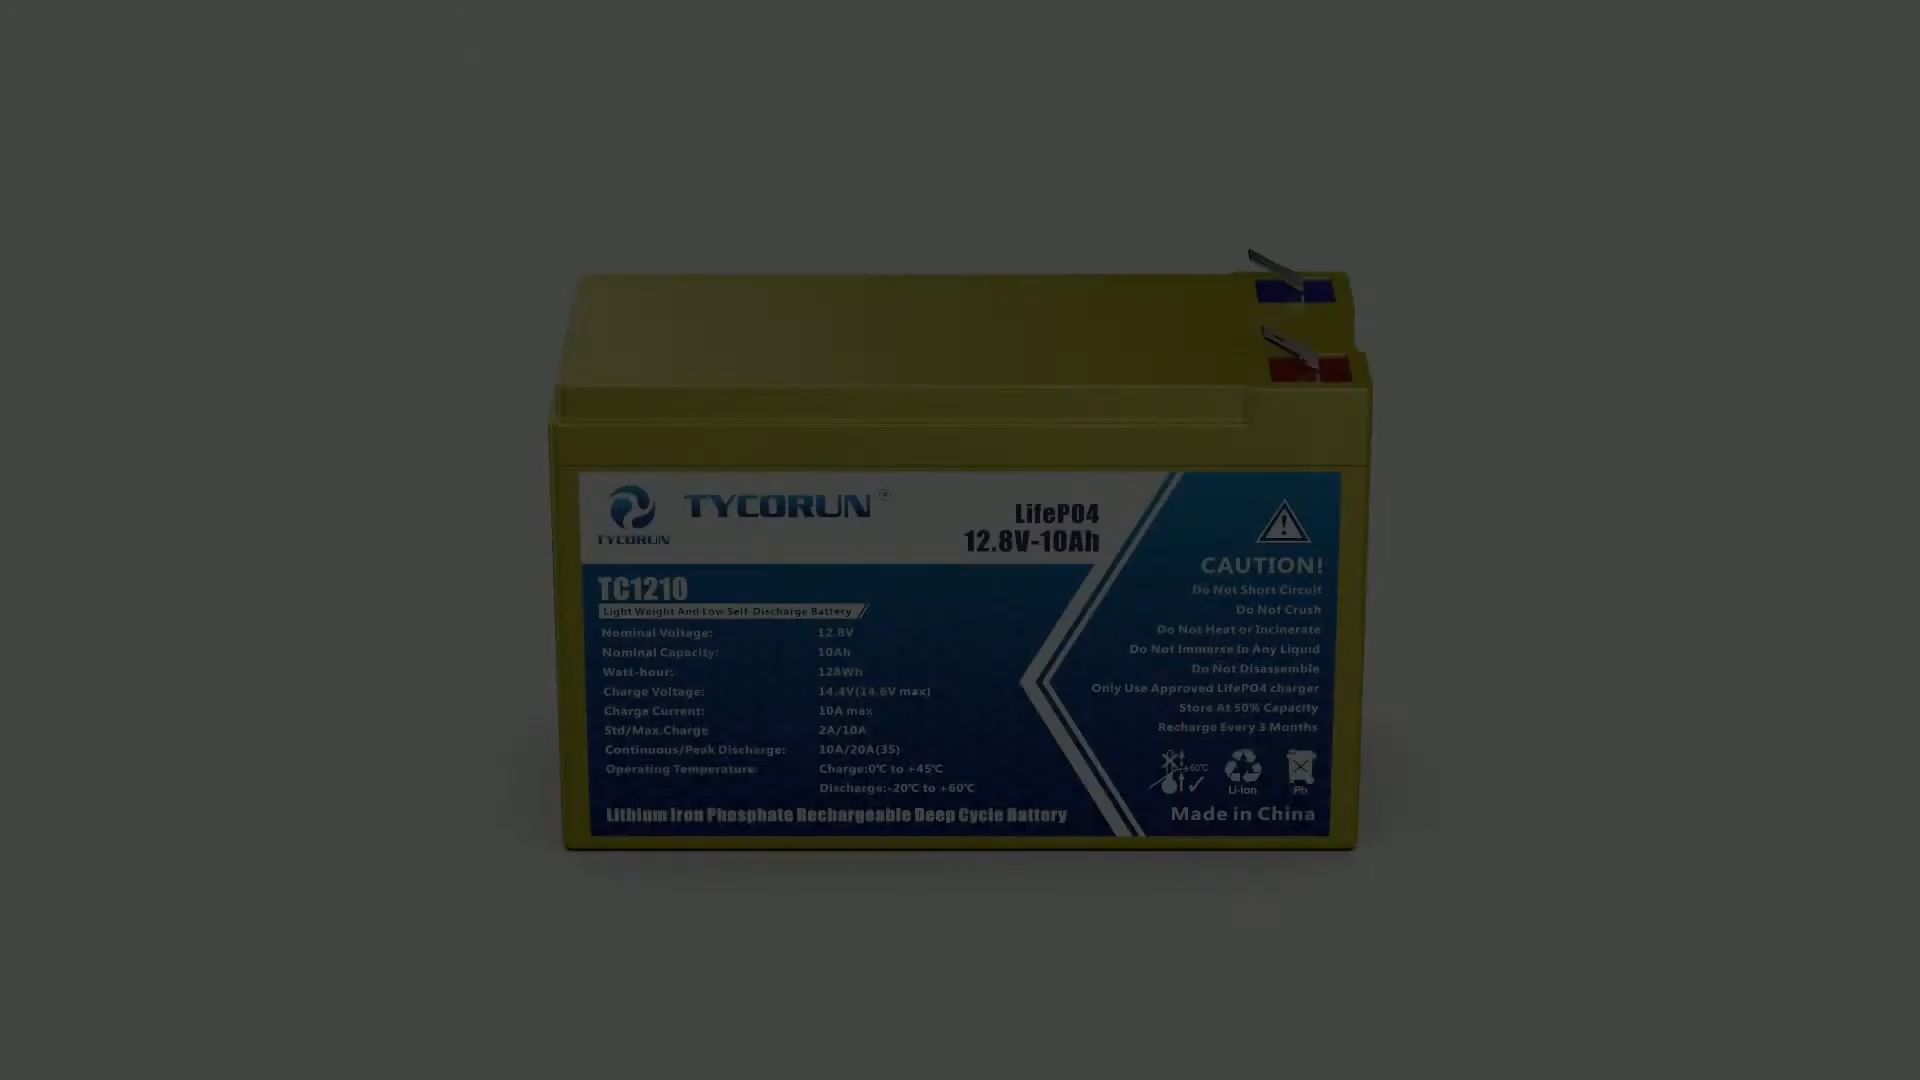 TYCORUN ®
TYCORUN
LifePO4
12.8V-10Ah
TC1210
Light Weight And Low Self-Discharge Battery
Nominal Voltage: 12.8V
Nominal Capacity: 10Ah
Watt-hour: 128Wh
Charge Voltage: 14.4V(14.6V max)
Charge Current: 10A max
Std/Max.Charge 2A/10A
Continuous/Peak Discharge: 10A/20A(3S)
Operating Temperature: Charge:0℃ to +45℃
Discharge:-20℃ to +60℃
Lithium Iron Phosphate Rechargeable Deep Cycle Battery
CAUTION!
Do Not Short Circuit
Do Not Crush
Do Not Heat or Incinerate
Do Not Immerse In Any Liquid
Do Not Disassemble
Only Use Approved LifePO4 charger
Store At 50% Capacity
Recharge Every 3 Months
+60℃
Li-ion
Pb
Made in China